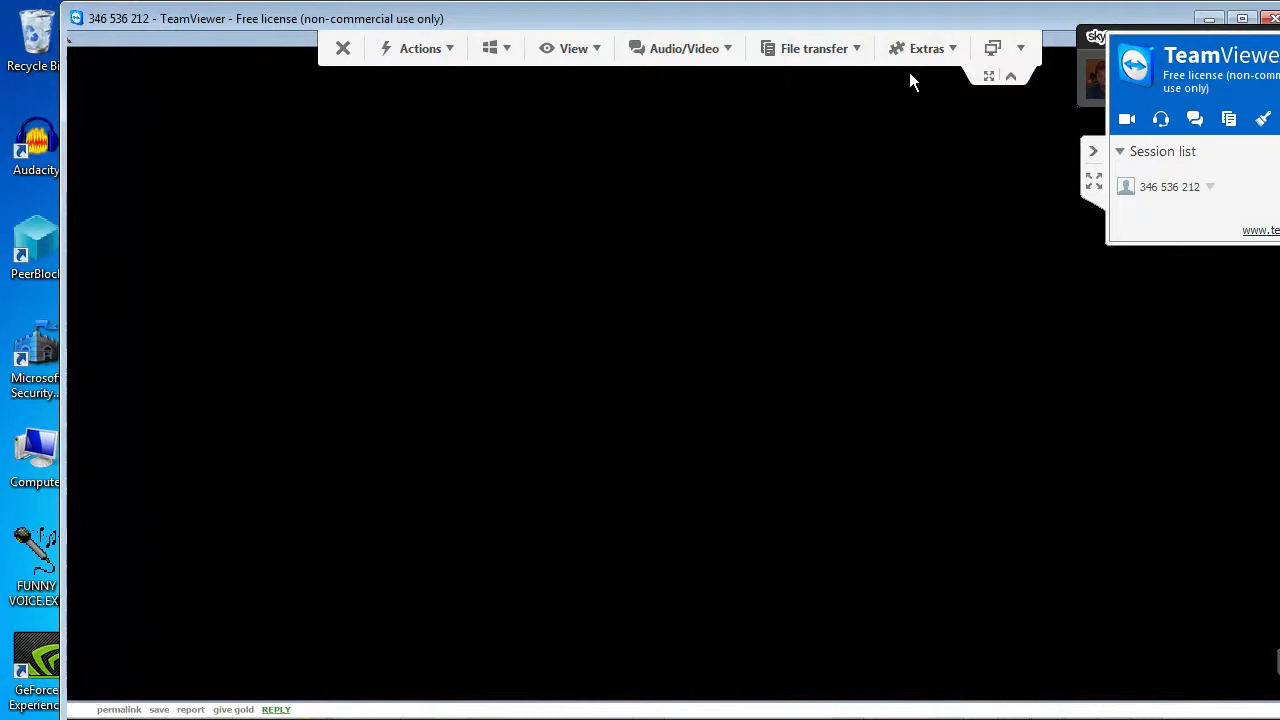 346 536 212 - TeamViewer - Free license (non-commercial use only)
Actions
View
Audio/Video
File transfer
Extras
sky
TeamViewe
Free license (non-comm
use only)
Session list
346 536 212
www.te
Recycle Bi
Audacity
PeerBloc
Microsof
Security...
Compute
FUNNY
VOICE.EX
GeForce
Experienc
permalink save report give gold REPLY